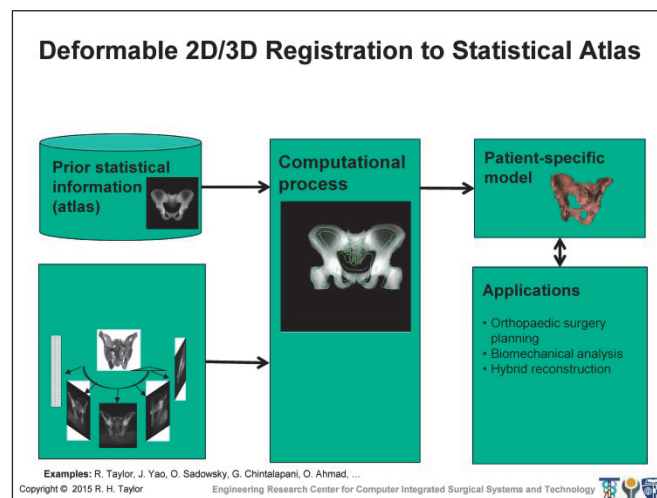 Deformable 2D/3D Registration to Statistical Atlas
Prior statistical
information
(atlas)
Computational
process
Patient-specific
model
Applications
• Orthopaedic surgery
planning
• Biomechanical analysis
• Hybrid reconstruction
Examples: R. Taylor, J. Yao, O. Sadowsky, G. Chintalapani, O. Ahmad, …
Copyright © 2015 R. H. Taylor
Engineering Research Center for Computer Integrated Surgical Systems and Technology